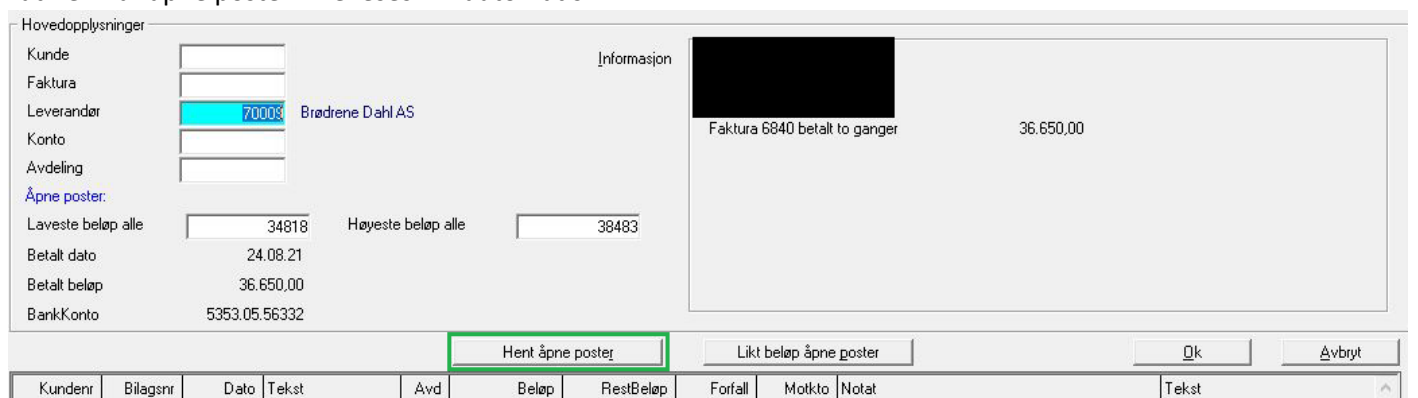 Hovedopplysninger
Kunde
Informasjon
Faktura
Leverandør 70009 Brødrene Dahl AS
Faktura 6840 betalt to ganger 36.650,00
Konto
Avdeling
Åpne poster:
Laveste beløp alle 34818 Høyeste beløp alle 38483
Betalt dato 24.08.21
Betalt beløp 36.650,00
BankKonto 5353.05.56332
Hent åpne poster Likt beløp åpne poster Ok Avbryt
Kundenr Bilagsnr Dato Tekst Avd Beløp RestBeløp Forfall Motkto Notat Tekst